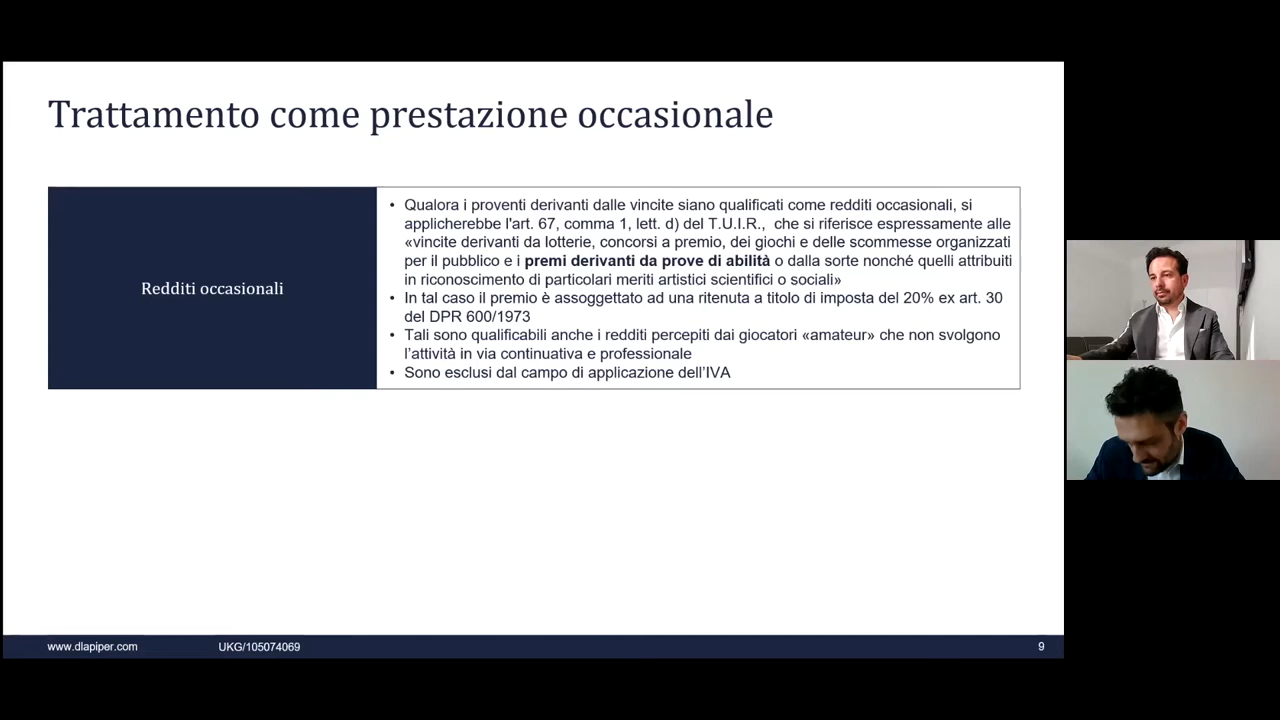 Trattamento come prestazione occasionale
Redditi occasionali
• Qualora i proventi derivanti dalle vincite siano qualificati come redditi occasionali, si
applicherebbe l'art. 67, comma 1, lett. d) del T.U.I.R., che si riferisce espressamente alle
«vincite derivanti da lotterie, concorsi a premio, dei giochi e delle scommesse organizzati
per il pubblico e i premi derivanti da prove di abilità o dalla sorte nonché quelli attribuiti
in riconoscimento di particolari meriti artistici scientifici o sociali»
• In tal caso il premio è assoggettato ad una ritenuta a titolo di imposta del 20% ex art. 30
del DPR 600/1973
• Tali sono qualificabili anche i redditi percepiti dai giocatori «amateur» che non svolgono
l’attività in via continuativa e professionale
• Sono esclusi dal campo di applicazione dell’IVA
www.dlapiper.com
UKG/105074069
9